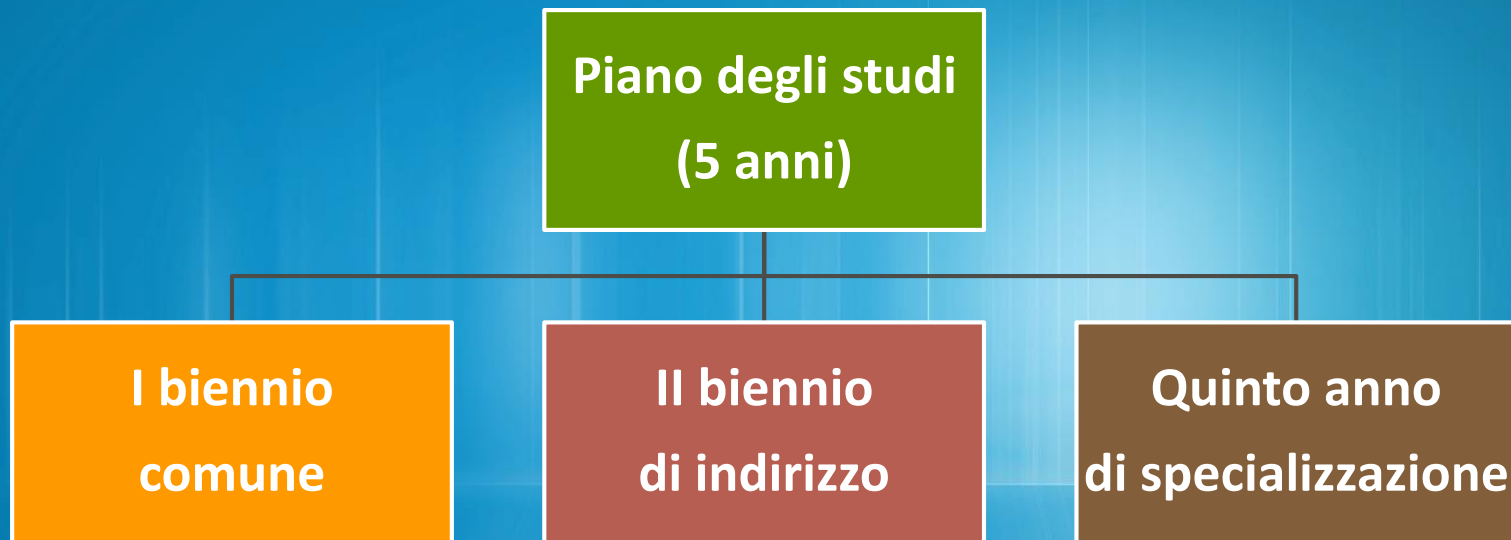 Piano degli studi
(5 anni)
I biennio
comune
II biennio
di indirizzo
Quinto anno
di specializzazione